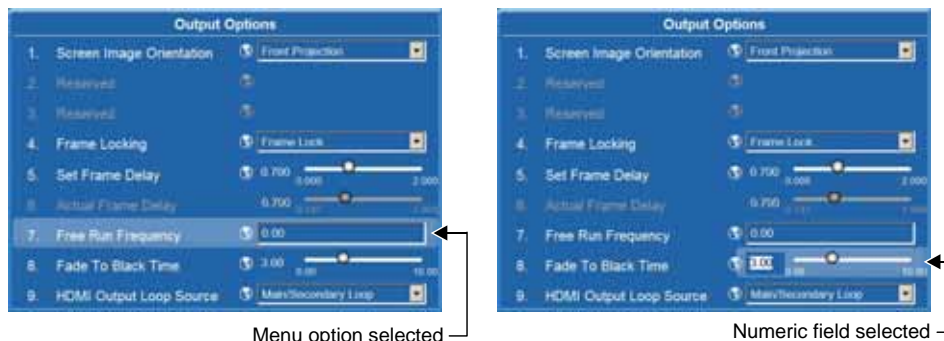 Output Options
1. Screen Image Orientation Front Projection
2. Reserved
3. Reserved
4. Frame Locking Frame Lock
5. Set Frame Delay 0.700 0.000 2.000
6. Actual Frame Delay 0.700
7. Free Run Frequency 0.00
8. Fade To Black Time 3.00 0.00 10.00
9. HDMI Output Loop Source Main/Secondary Loop
Menu option selected
Output Options
1. Screen Image Orientation Front Projection
2. Reserved
3. Reserved
4. Frame Locking Frame Lock
5. Set Frame Delay 0.700 0.000 2.000
6. Actual Frame Delay 0.700
7. Free Run Frequency 0.00
8. Fade To Black Time 3.00 0.00 10.00
9. HDMI Output Loop Source Main/Secondary Loop
Numeric field selected